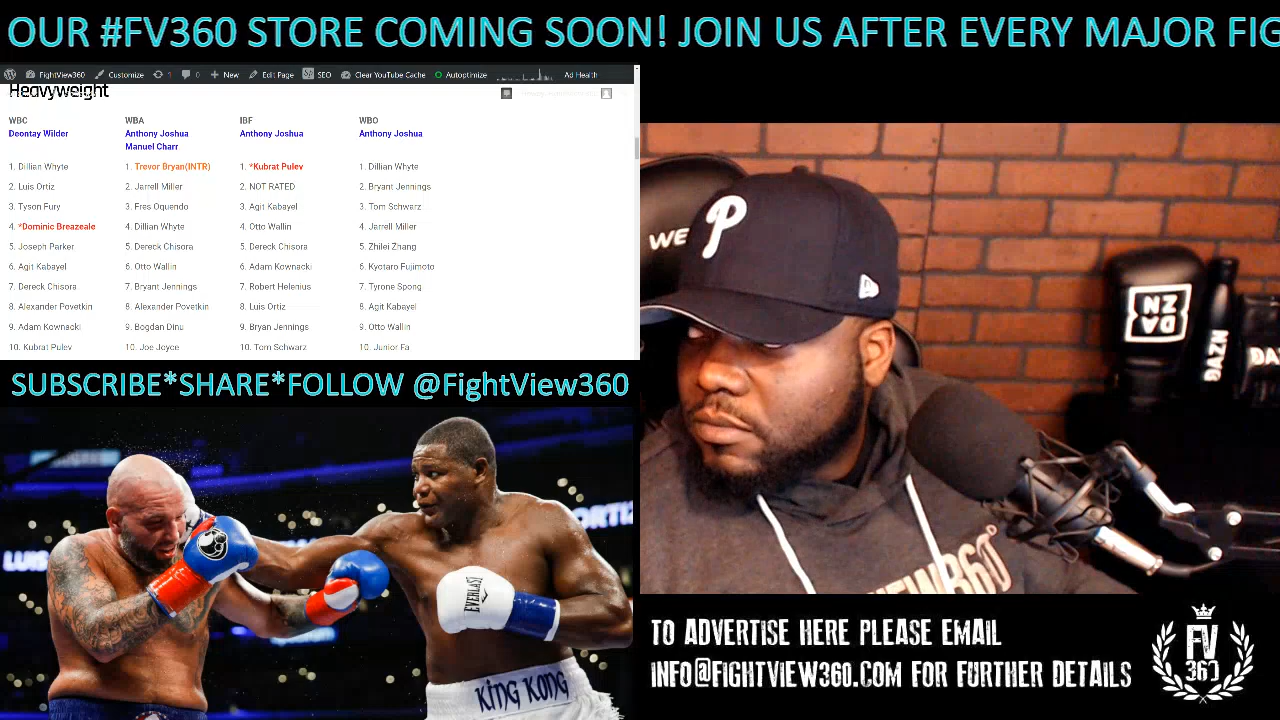 OUR #FV360 STORE COMING SOON! JOIN US AFTER EVERY MAJOR FIG
FightView360 Customize 1 0 New Edit Page SEO Clear YouTube Cache Autoptimize Ad Health
Heavyweight
WBC WBA IBF WBO
Deontay Wilder Anthony Joshua Anthony Joshua Anthony Joshua
Manuel Charr
1. Dillian Whyte 1. Trevor Bryan(INTR) 1. *Kubrat Pulev 1. Dillian Whyte
2. Luis Ortiz 2. Jarrell Miller 2. NOT RATED 2. Bryant Jennings
3. Tyson Fury 3. Fres Oquendo 3. Agit Kabayel 3. Tom Schwarz
4. *Dominic Breazeale 4. Dillian Whyte 4. Otto Wallin 4. Jarrell Miller
5. Joseph Parker 5. Dereck Chisora 5. Dereck Chisora 5. Zhilei Zhang
6. Agit Kabayel 6. Otto Wallin 6. Adam Kownacki 6. Kyotaro Fujimoto
7. Dereck Chisora 7. Bryant Jennings 7. Robert Helenius 7. Tyrone Spong
8. Alexander Povetkin 8. Alexander Povetkin 8. Luis Ortiz 8. Agit Kabayel
9. Adam Kownacki 9. Bogdan Dinu 9. Bryan Jennings 9. Otto Wallin
10. Kubrat Pulev 10. Joe Joyce 10. Tom Schwarz 10. Junior Fa
WE
P
DA
ZN
SUBSCRIBE*SHARE*FOLLOW @FightView360
LUIS
ORTIZ
EVERLAST
KING KONG
VIEW360°
TO ADVERTISE HERE PLEASE EMAIL
INFO@FIGHTVIEW360.COM FOR FURTHER DETAILS
FV
360